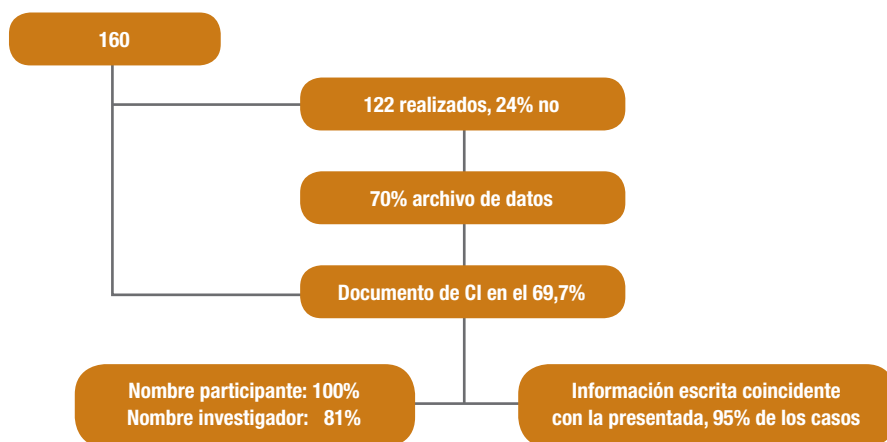 160
122 realizados, 24% no
70% archivo de datos
Documento de CI en el 69,7%
Nombre participante: 100%
Nombre investigador: 81%
Información escrita coincidente
con la presentada, 95% de los casos